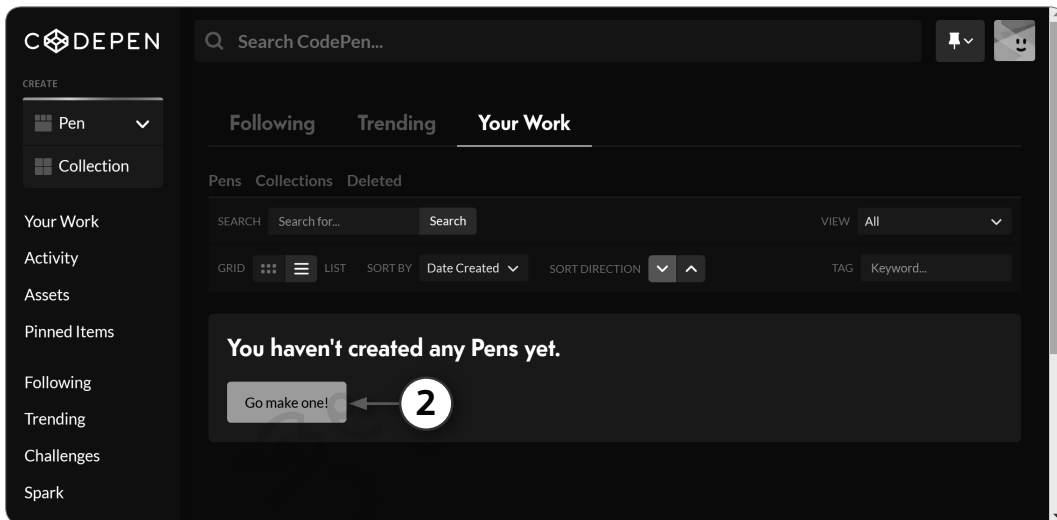 CODEPEN
Search CodePen...
CREATE
Pen
Collection
Your Work
Activity
Assets
Pinned Items
Following
Trending
Challenges
Spark
Following Trending Your Work
Pens Collections Deleted
SEARCH Search for... Search VIEW All
GRID LIST SORT BY Date Created SORT DIRECTION TAG Keyword...
You haven't created any Pens yet.
Go make one! 2